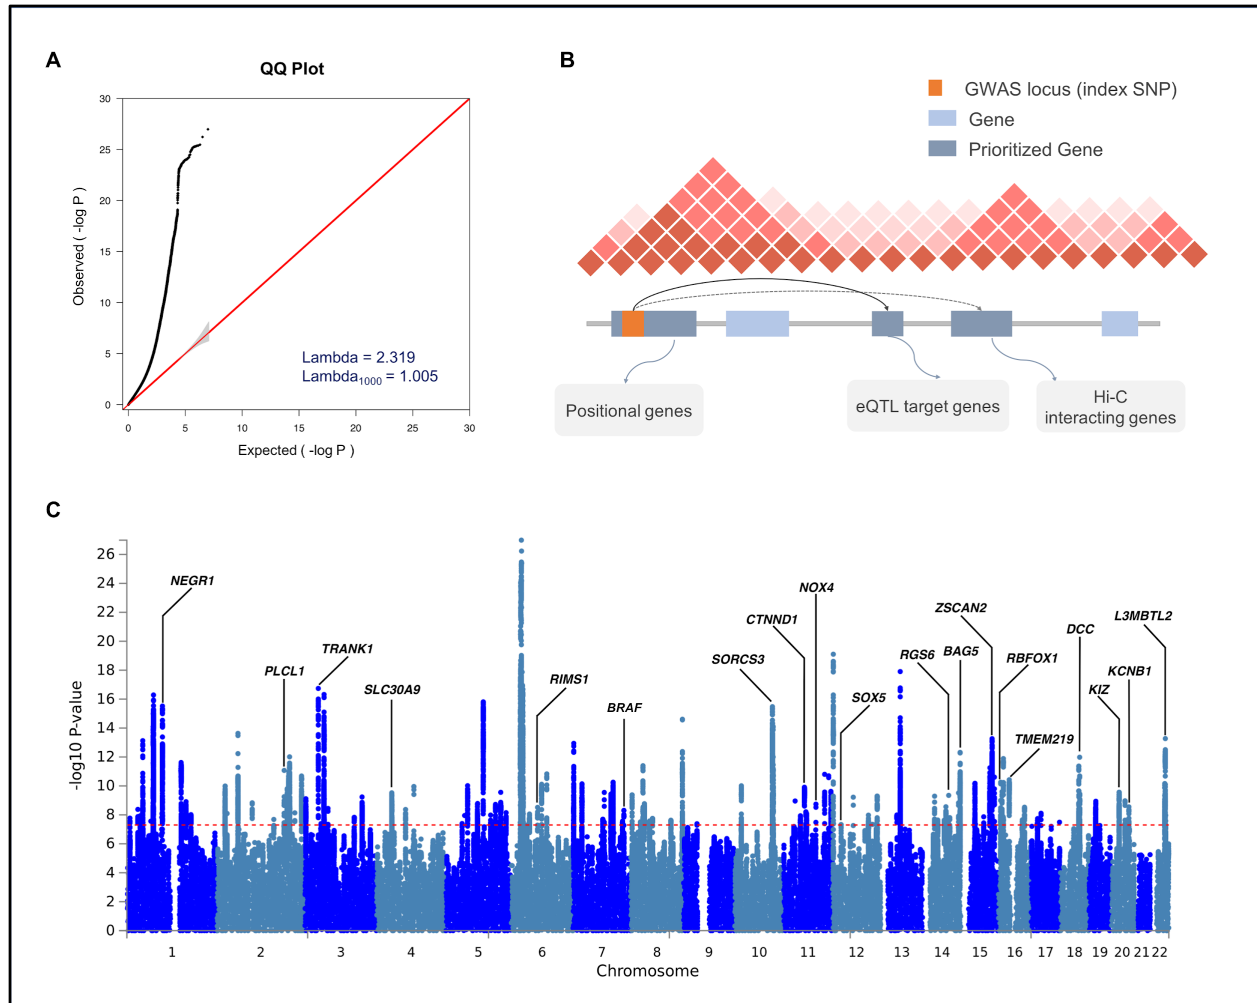 A
QQ Plot
30
25
20
15
10
5
0
Observed ( -log P )
Lambda = 2.319
Lambda1000 = 1.005
0 5 10 15 20 25 30
Expected ( -log P )
B
GWAS locus (index SNP)
Gene
Prioritized Gene
Positional genes
eQTL target genes
Hi-C
interacting genes
C
-log10 P-value
26
24
22
20
18
16
14
12
10
8
6
4
2
0
NEGR1
PLCL1
TRANK1
SLC30A9
RIMS1
BRAF
SORCS3
CTNND1
NOX4
SOX5
RGS6
BAG5
ZSCAN2
RBFOX1
TMEM219
DCC
KIZ
KCNB1
L3MBTL2
1 2 3 4 5 6 7 8 9 10 11 12 13 14 15 16 17 18 19 20 21 22
Chromosome